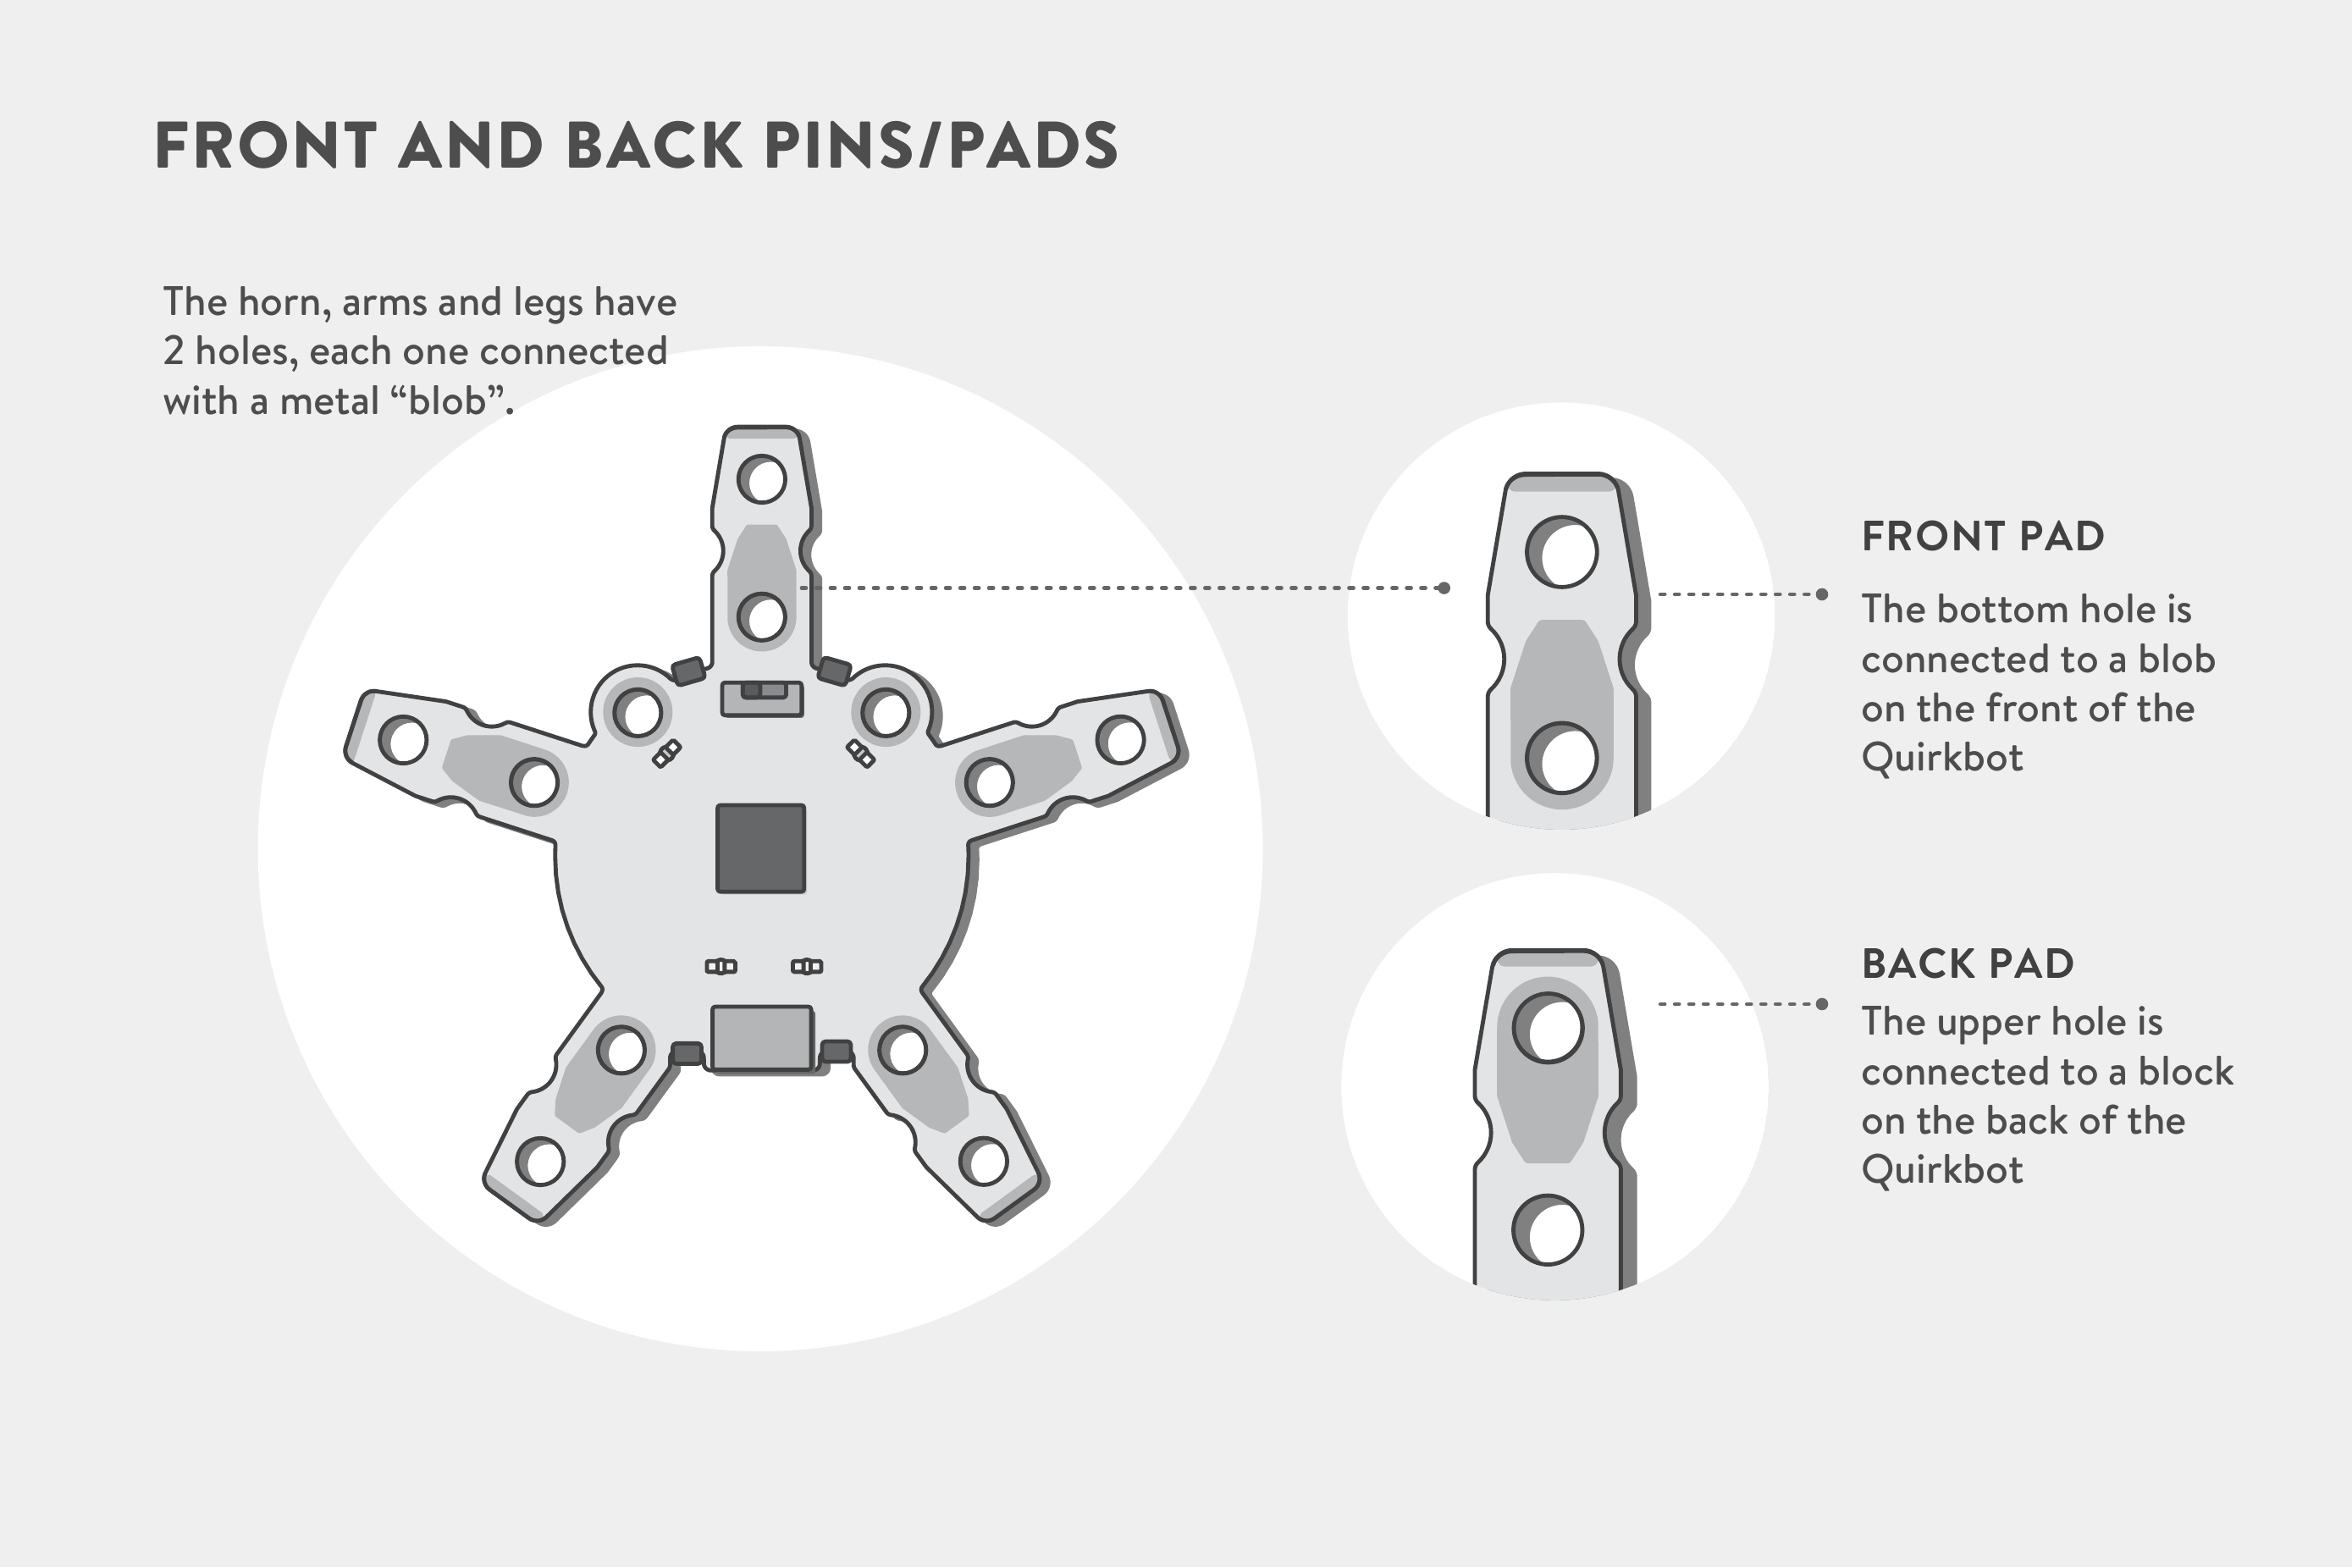 FRONT AND BACK PINS/PADS
The horn, arms and legs have
2 holes, each one connected
with a metal “blob”.
FRONT PAD
The bottom hole is
connected to a blob
on the front of the
Quirkbot
BACK PAD
The upper hole is
connected to a block
on the back of the
Quirkbot